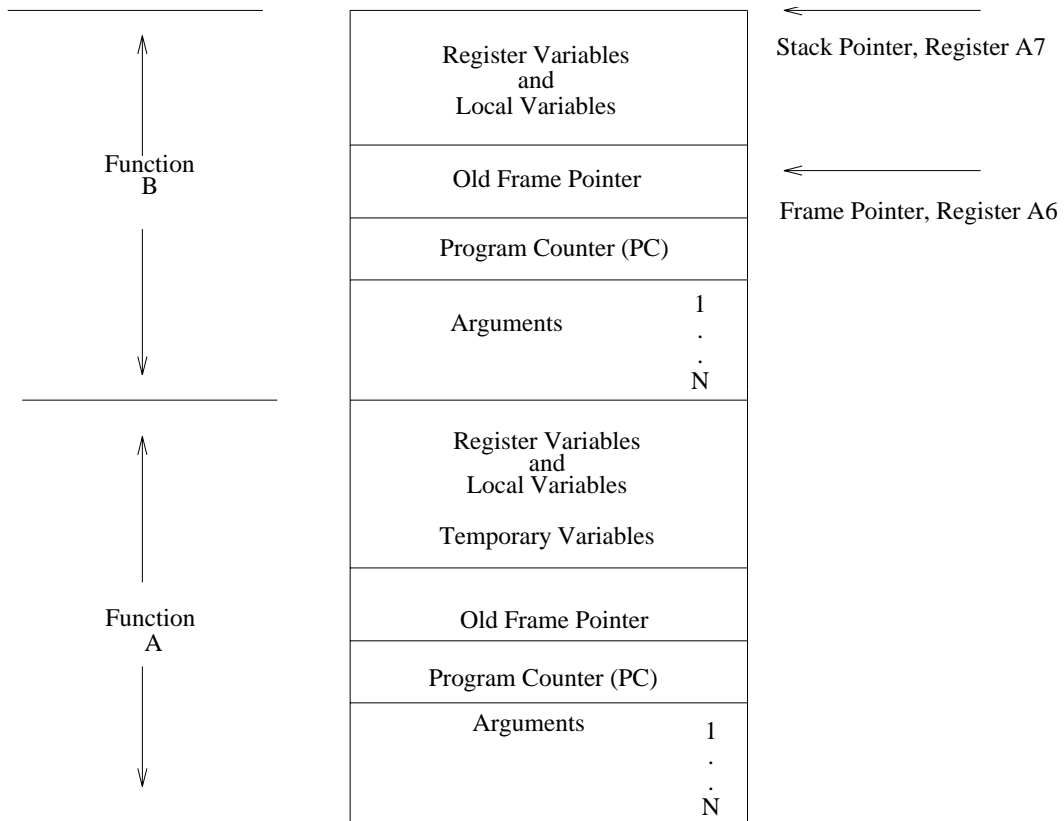 Stack Pointer, Register A7
Register Variables
and
Local Variables
Function
B
Old Frame Pointer
Frame Pointer, Register A6
Program Counter (PC)
Arguments
1
.
.
N
Register Variables
and
Local Variables
Temporary Variables
Function
A
Old Frame Pointer
Program Counter (PC)
Arguments
1
.
.
N